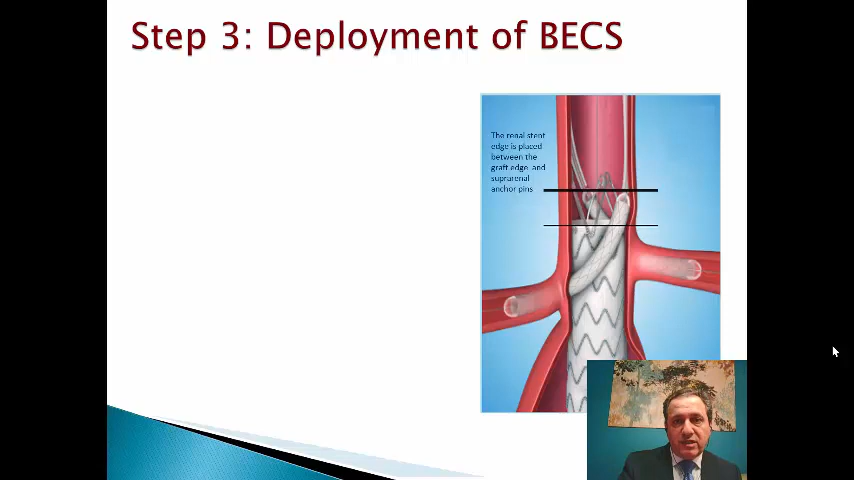 Step 3: Deployment of BECS
The renal stent
edge is placed
between the
graft edge and
suprarenal
anchor pins